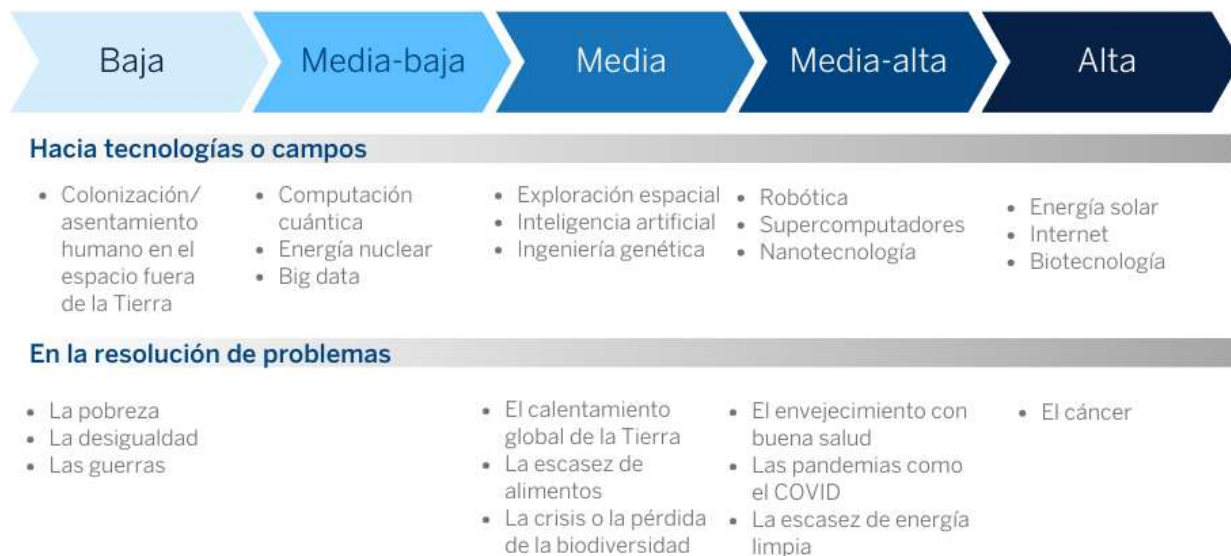 Baja
Media-baja
Media
Media-alta
Alta
Hacia tecnologías o campos
• Colonización/
asentamiento
humano en el
espacio fuera
de la Tierra
• Computación
cuántica
• Energía nuclear
• Big data
• Exploración espacial
• Inteligencia artificial
• Ingeniería genética
• Robótica
• Supercomputadores
• Nanotecnología
• Energía solar
• Internet
• Biotecnología
En la resolución de problemas
• La pobreza
• La desigualdad
• Las guerras
• El calentamiento
global de la Tierra
• La escasez de
alimentos
• La crisis o la pérdida
de la biodiversidad
• El envejecimiento con
buena salud
• Las pandemias como
el COVID
• La escasez de energía
limpia
• El cáncer